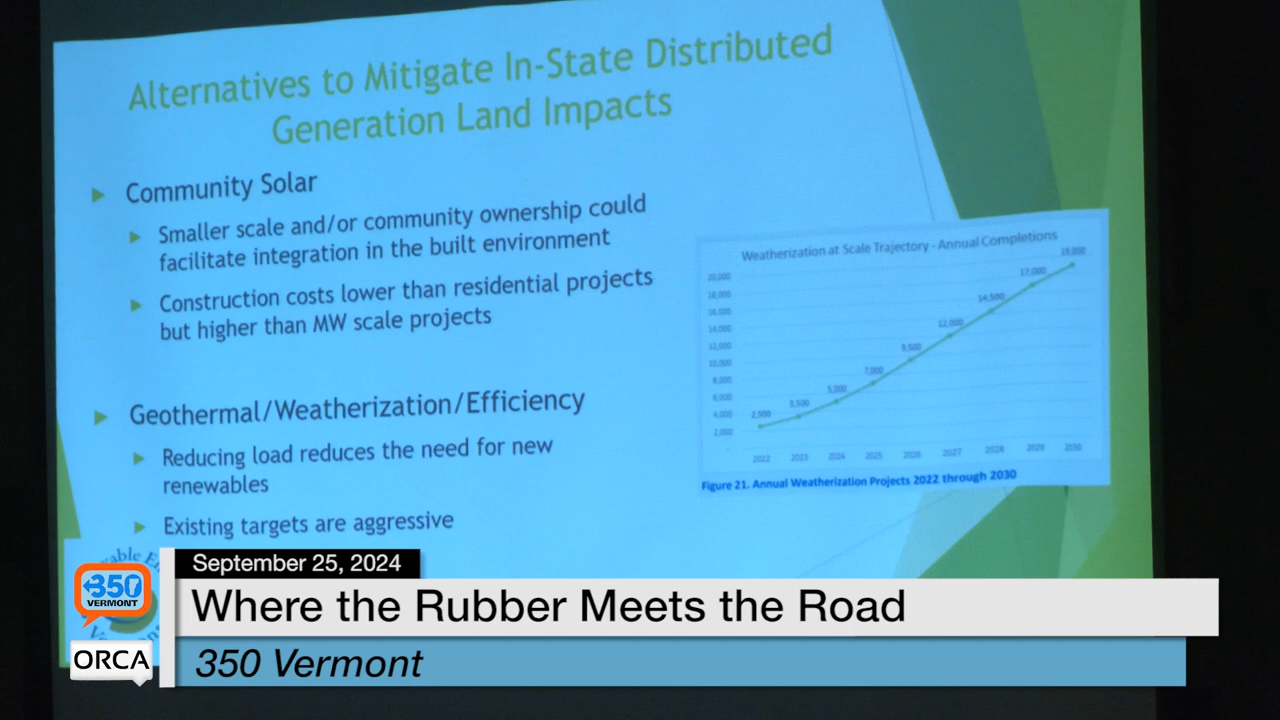 Alternatives to Mitigate In-State Distributed
Generation Land Impacts
Community Solar
Smaller scale and/or community ownership could
facilitate integration in the built environment
Construction costs lower than residential projects
but higher than MW scale projects
Geothermal/Weatherization/Efficiency
Reducing load reduces the need for new
renewables
Existing targets are aggressive
Weatherization at Scale Trajectory - Annual Completions
20,000
18,000
16,000
14,000
12,000
10,000
8,000
6,000
4,000
2,000
2,500
3,500
5,000
7,000
9,500
12,000
14,500
17,000
19,000
2022 2023 2024 2025 2026 2027 2028 2029 2030
Figure 21. Annual Weatherization Projects 2022 through 2030
September 25, 2024
Where the Rubber Meets the Road
350 Vermont
350
VERMONT
ORCA